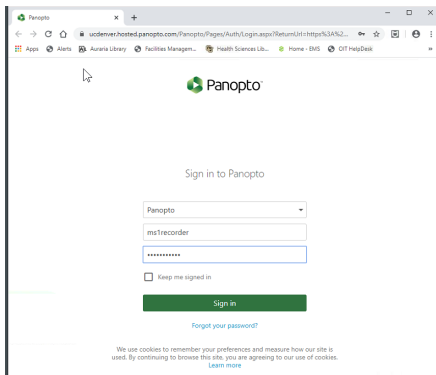 Panopto
ucdenver.hosted.panopto.com/Panopto/Pages/Auth/Login.aspx?ReturnUrl=https%3A%2...
Apps Alerts Auraria Library Facilities Managem... Health Sciences Lib... Home - EMS OIT HelpDesk »
Panopto
Sign in to Panopto
Panopto
ms1recorder
•••••••••••
Keep me signed in
Sign in
Forgot your password?
We use cookies to remember your preferences and measure how our site is
used. By continuing to browse this site, you are agreeing to our use of cookies.
Learn more